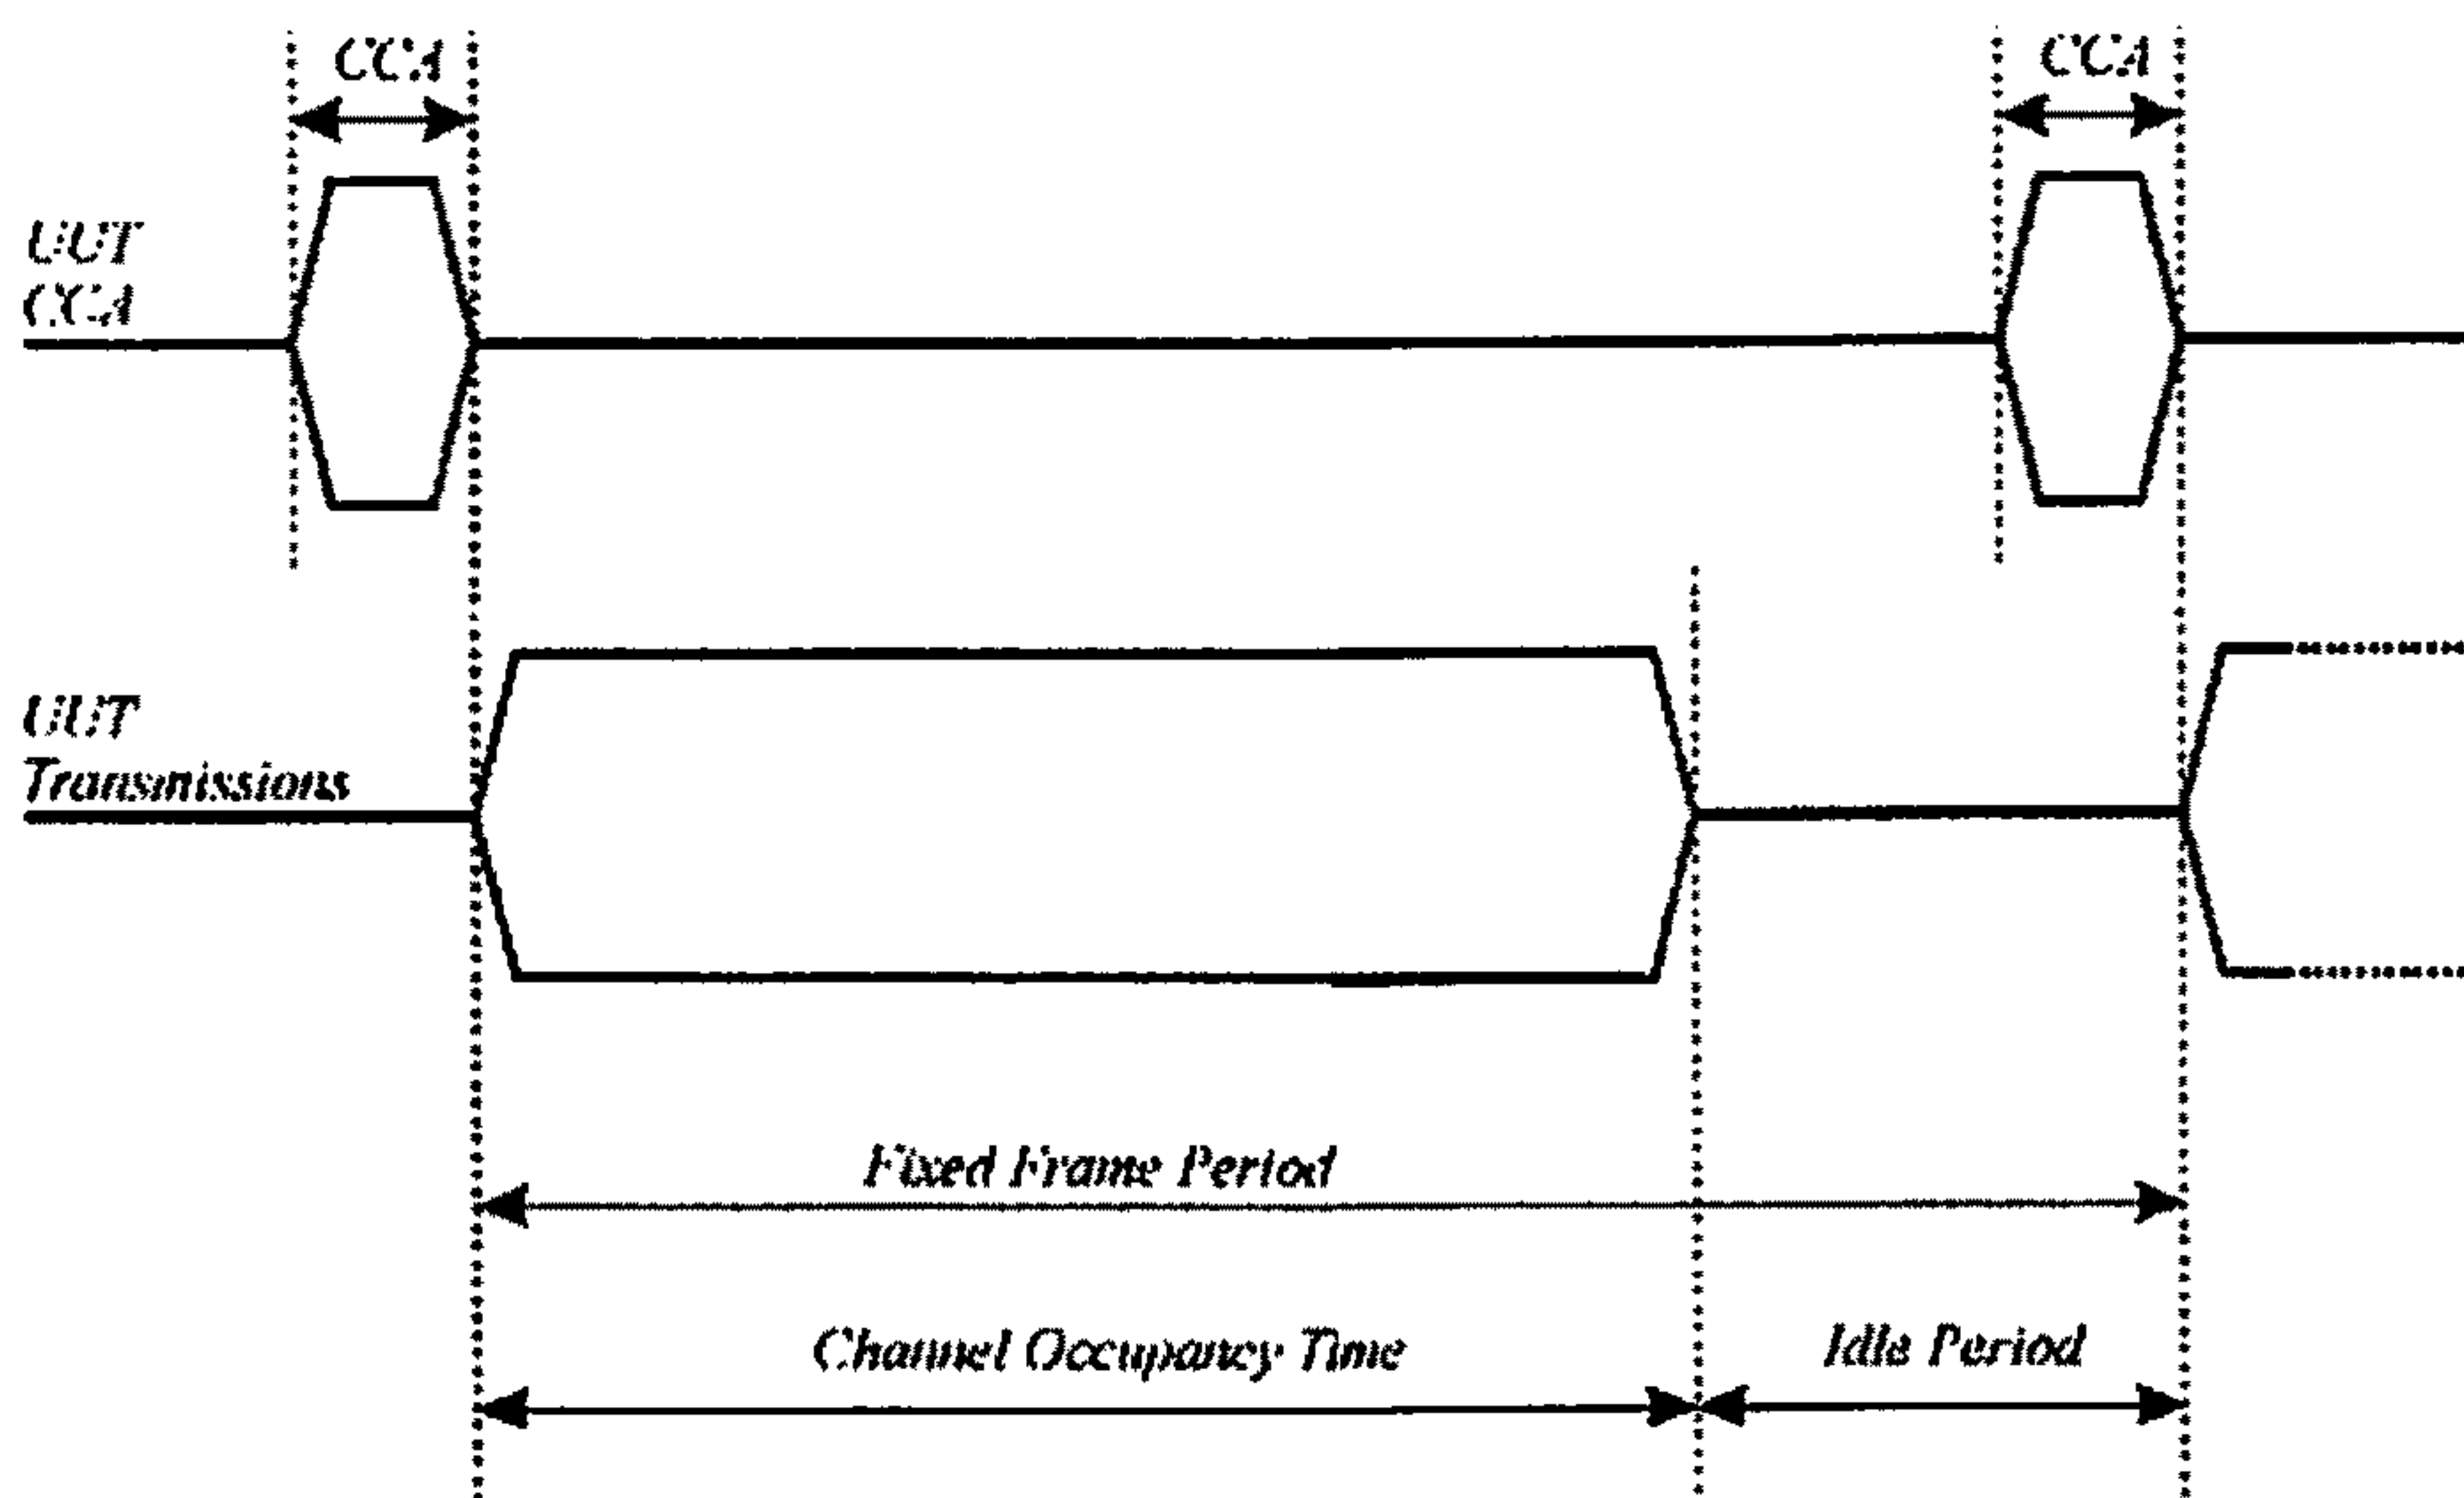 CCA
CCA
UUT
CCA
UUT
Transmissions
Fixed Frame Period
Channel Occupancy Time
Idle Period